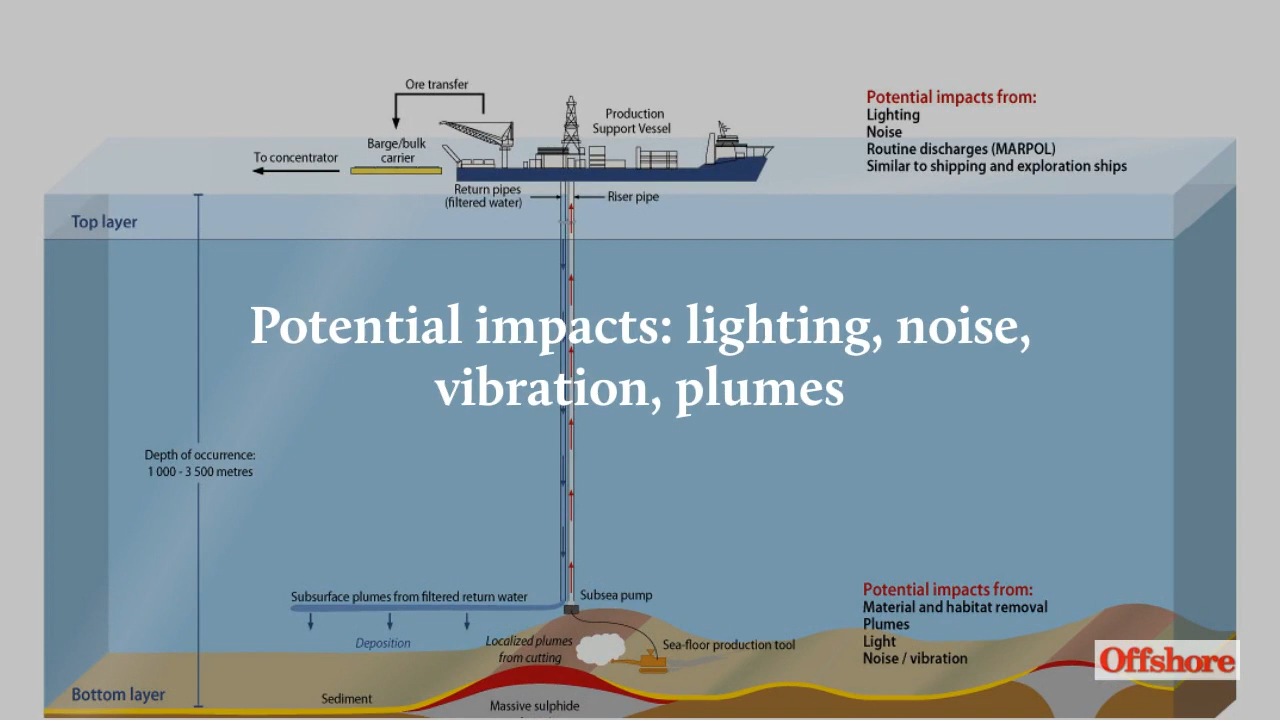 Ore transfer
Production
Support Vessel
Potential impacts from:
Lighting
Noise
Routine discharges (MARPOL)
Similar to shipping and exploration ships
Barge/bulk
carrier
To concentrator
Return pipes
(filtered water)
Riser pipe
Top layer
Potential impacts: lighting, noise,
vibration, plumes
Depth of occurrence:
1 000 - 3 500 metres
Subsurface plumes from filtered return water
Subsea pump
Deposition
Localized plumes
from cutting
Sea-floor production tool
Potential impacts from:
Material and habitat removal
Plumes
Light
Noise / vibration
Offshore
Bottom layer
Sediment
Massive sulphide